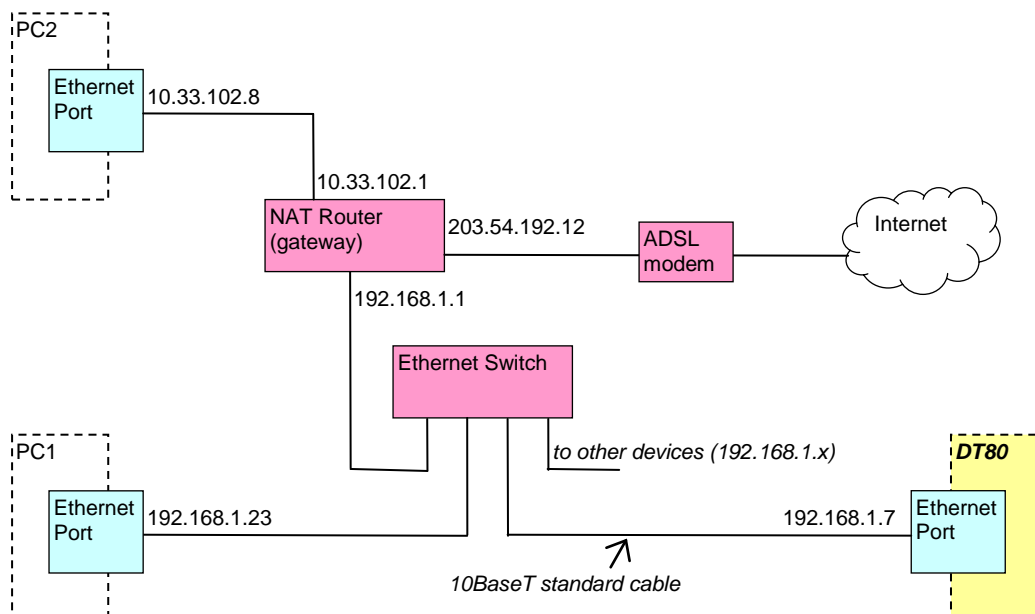 PC2
Ethernet
Port
10.33.102.8
10.33.102.1
NAT Router
(gateway)
203.54.192.12
ADSL
modem
Internet
192.168.1.1
Ethernet Switch
to other devices (192.168.1.x)
PC1
Ethernet
Port
192.168.1.23
DT80
192.168.1.7
Ethernet
Port
10BaseT standard cable